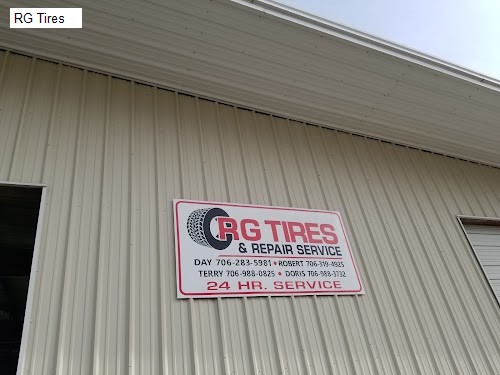 RG Tires
RG TIRES
& REPAIR SERVICE
DAY 706-283-5981 • ROBERT 706-319-4925
TERRY 706-988-0825 • DORIS 706-988-3732
24 HR. SERVICE